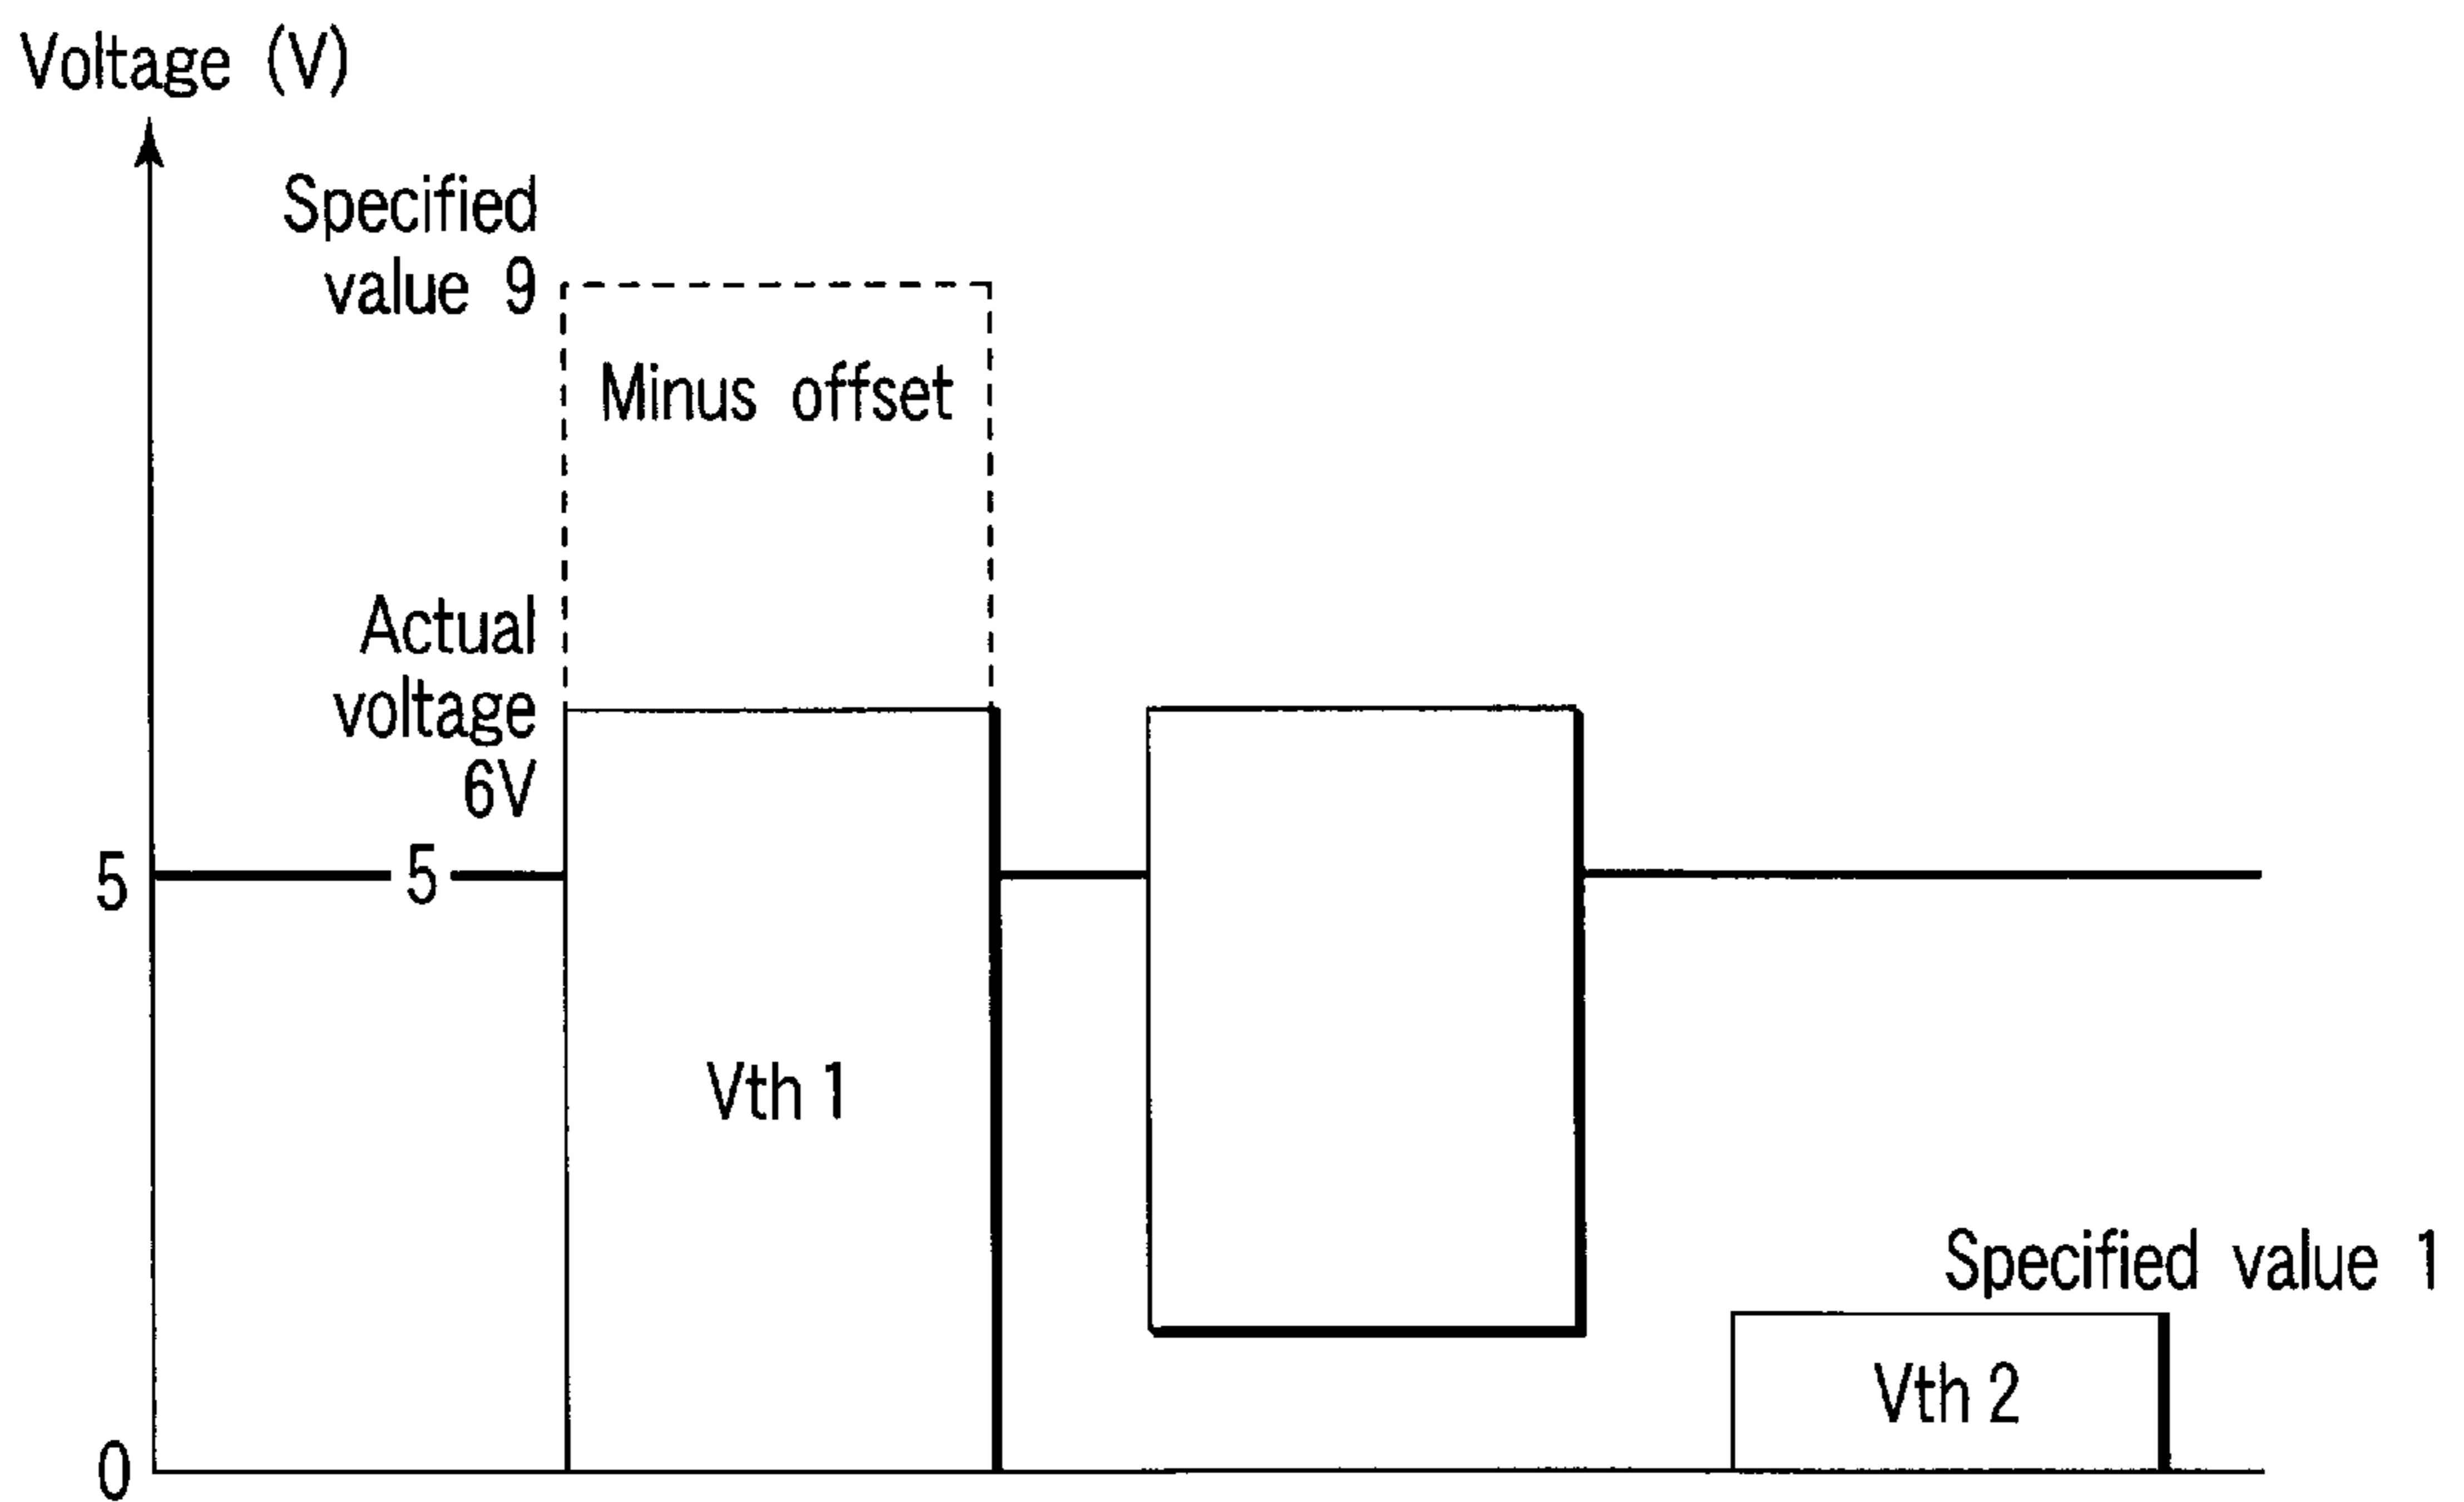 Voltage (V)
Specified
value 9
Minus offset
Actual
voltage
6V
5
5
Vth 1
Specified value 1
Vth 2
0